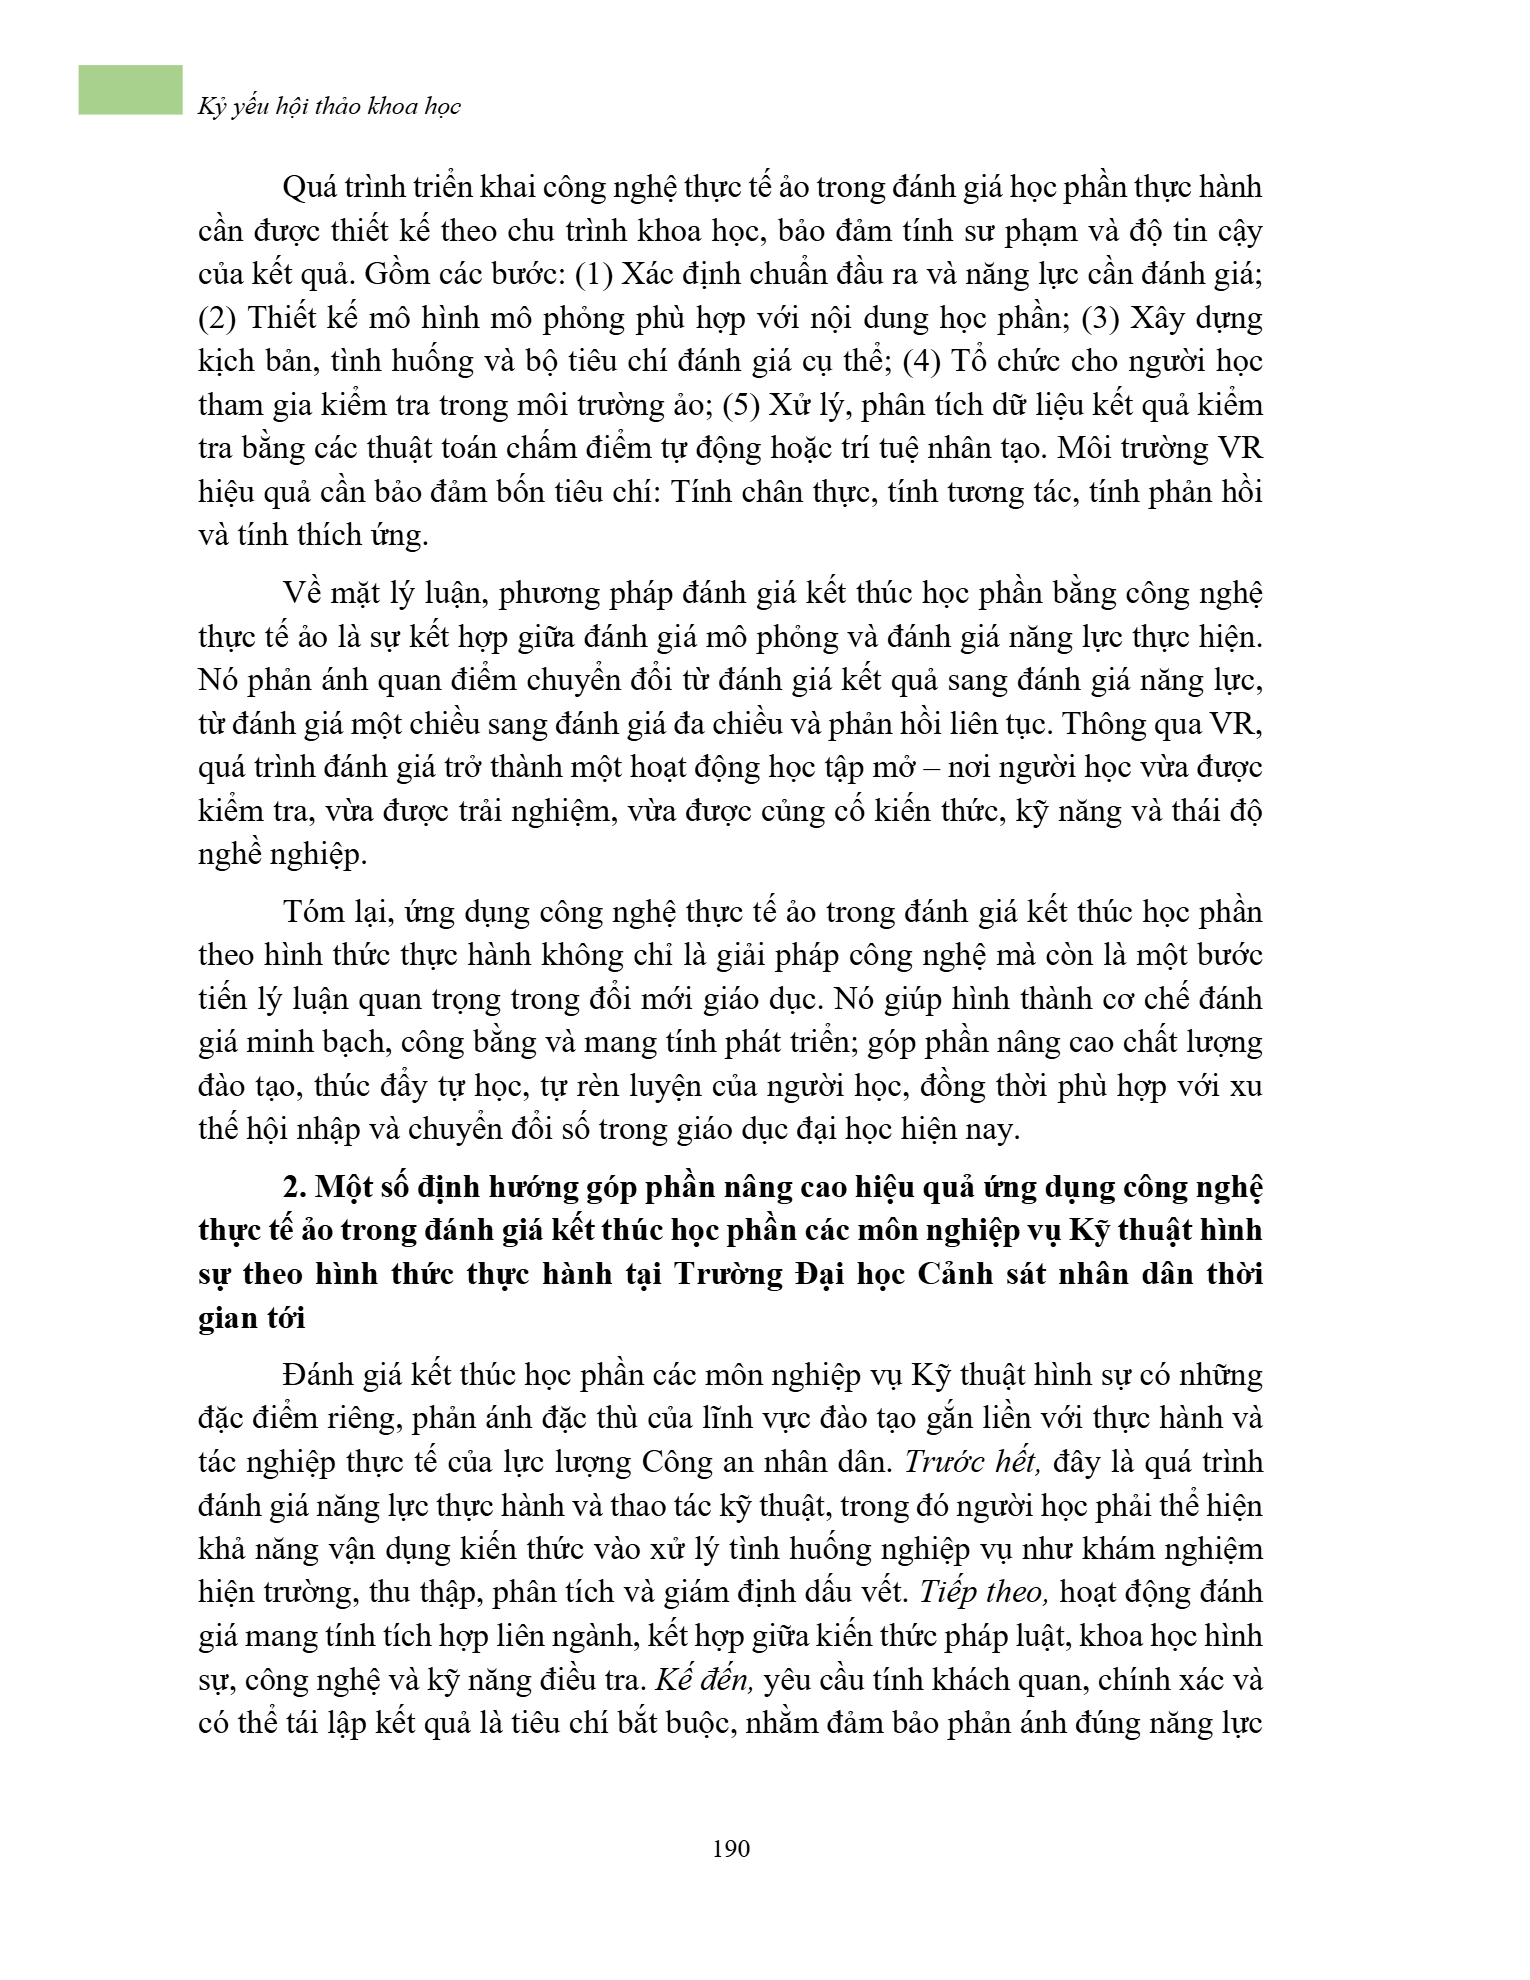 Kỷ yếu hội thảo khoa học
Quá trình triển khai công nghệ thực tế ảo trong đánh giá học phần thực hành
cần được thiết kế theo chu trình khoa học, bảo đảm tính sư phạm và độ tin cậy
của kết quả. Gồm các bước: (1) Xác định chuẩn đầu ra và năng lực cần đánh giá;
(2) Thiết kế mô hình mô phỏng phù hợp với nội dung học phần; (3) Xây dựng
kịch bản, tình huống và bộ tiêu chí đánh giá cụ thể; (4) Tổ chức cho người học
tham gia kiểm tra trong môi trường ảo; (5) Xử lý, phân tích dữ liệu kết quả kiểm
tra bằng các thuật toán chấm điểm tự động hoặc trí tuệ nhân tạo. Môi trường VR
hiệu quả cần bảo đảm bốn tiêu chí: Tính chân thực, tính tương tác, tính phản hồi
và tính thích ứng.
Về mặt lý luận, phương pháp đánh giá kết thúc học phần bằng công nghệ
thực tế ảo là sự kết hợp giữa đánh giá mô phỏng và đánh giá năng lực thực hiện.
Nó phản ánh quan điểm chuyển đổi từ đánh giá kết quả sang đánh giá năng lực,
từ đánh giá một chiều sang đánh giá đa chiều và phản hồi liên tục. Thông qua VR,
quá trình đánh giá trở thành một hoạt động học tập mở – nơi người học vừa được
kiểm tra, vừa được trải nghiệm, vừa được củng cố kiến thức, kỹ năng và thái độ
nghề nghiệp.
Tóm lại, ứng dụng công nghệ thực tế ảo trong đánh giá kết thúc học phần
theo hình thức thực hành không chỉ là giải pháp công nghệ mà còn là một bước
tiến lý luận quan trọng trong đổi mới giáo dục. Nó giúp hình thành cơ chế đánh
giá minh bạch, công bằng và mang tính phát triển; góp phần nâng cao chất lượng
đào tạo, thúc đẩy tự học, tự rèn luyện của người học, đồng thời phù hợp với xu
thế hội nhập và chuyển đổi số trong giáo dục đại học hiện nay.
2. Một số định hướng góp phần nâng cao hiệu quả ứng dụng công nghệ
thực tế ảo trong đánh giá kết thúc học phần các môn nghiệp vụ Kỹ thuật hình
sự theo hình thức thực hành tại Trường Đại học Cảnh sát nhân dân thời
gian tới
Đánh giá kết thúc học phần các môn nghiệp vụ Kỹ thuật hình sự có những
đặc điểm riêng, phản ánh đặc thù của lĩnh vực đào tạo gắn liền với thực hành và
tác nghiệp thực tế của lực lượng Công an nhân dân. Trước hết, đây là quá trình
đánh giá năng lực thực hành và thao tác kỹ thuật, trong đó người học phải thể hiện
khả năng vận dụng kiến thức vào xử lý tình huống nghiệp vụ như khám nghiệm
hiện trường, thu thập, phân tích và giám định dấu vết. Tiếp theo, hoạt động đánh
giá mang tính tích hợp liên ngành, kết hợp giữa kiến thức pháp luật, khoa học hình
sự, công nghệ và kỹ năng điều tra. Kế đến, yêu cầu tính khách quan, chính xác và
có thể tái lập kết quả là tiêu chí bắt buộc, nhằm đảm bảo phản ánh đúng năng lực
190